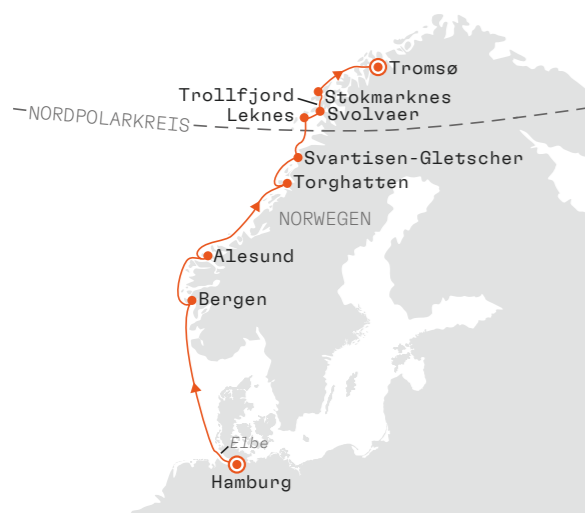 Tromsø
Trollfjord
Stokmarknes
Leknes
Svolvaer
NORDPOLARKREIS
Svartisen-Gletscher
Torghatten
NORWEGEN
Alesund
Bergen
Elbe
Hamburg